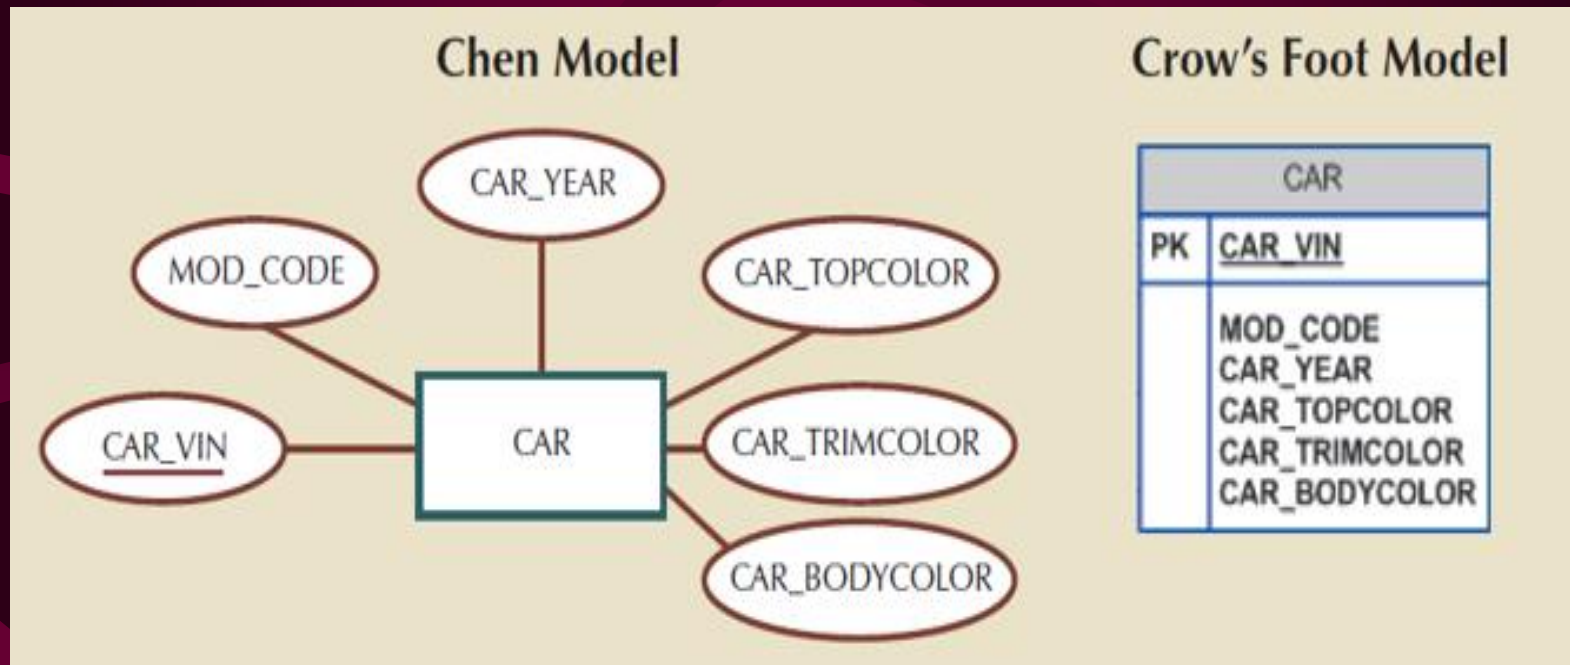 Chen Model
CAR_YEAR
MOD_CODE
CAR_TOPCOLOR
CAR_VIN
CAR
CAR_TRIMCOLOR
CAR_BODYCOLOR
Crow's Foot Model
CAR
PK CAR_VIN
MOD_CODE
CAR_YEAR
CAR_TOPCOLOR
CAR_TRIMCOLOR
CAR_BODYCOLOR